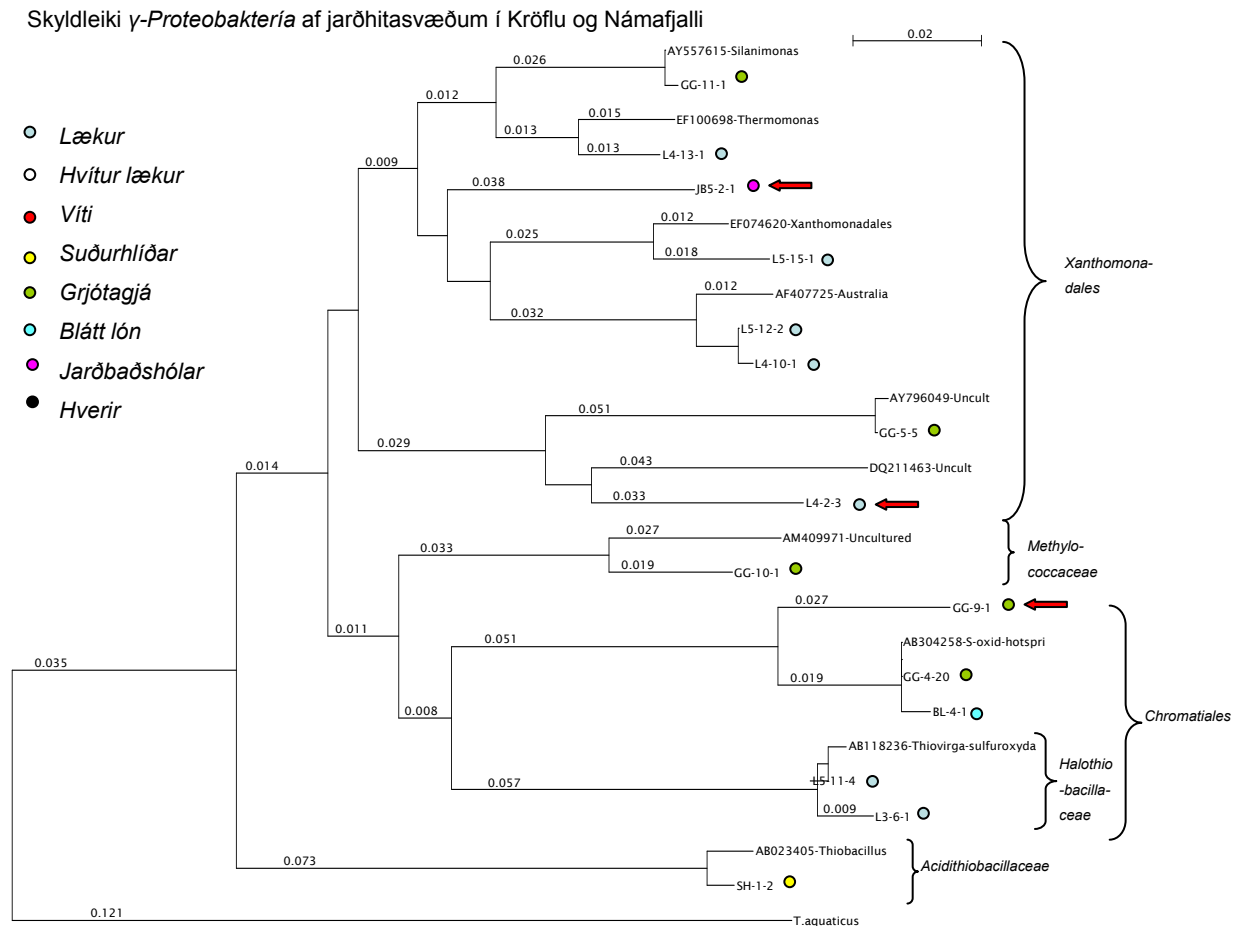 Skyldleiki γ-Proteobaktería af jarðhitasvæðum í Kröflu og Námafjalli
0.02
Lækur
Hvítur lækur
Víti
Suðurhlíðar
Grjótagjá
Blátt lón
Jarðbaðshólar
Hverir
AY557615-Silanimonas
0.026
GG-11-1
0.012
0.015
EF100698-Thermomonas
0.013
0.013
L4-13-1
0.009
0.038
JB5-2-1
0.012
EF074620-Xanthomonadales
0.025
0.018
L5-15-1
Xanthomona-
dales
0.012
AF407725-Australia
0.032
L5-12-2
L4-10-1
AY796049-Uncult
0.051
GG-5-5
0.029
0.043
DQ211463-Uncult
0.014
0.033
L4-2-3
0.027
AM409971-Uncultured
0.033
0.019
GG-10-1
Methylo-
coccaceae
0.027
GG-9-1
0.011
0.051
AB304258-S-oxid-hotspri
0.035
0.019
GG-4-20
0.008
BL-4-1
Chromatiales
AB118236-Thiovirga-sulfuroxyda
0.057
L5-11-4
0.009
L3-6-1
Halothio
-bacilla-
ceae
AB023405-Thiobacillus
0.073
SH-1-2
Acidithiobacillaceae
0.121
T.aquaticus